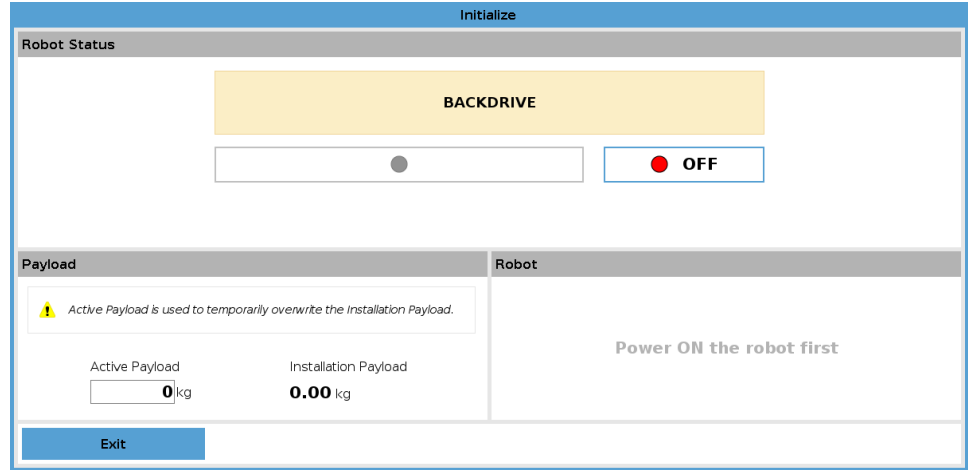 Initialize
Robot Status
BACKDRIVE
OFF
Payload
Active Payload is used to temporarily overwrite the Installation Payload.
Active Payload
Installation Payload
0 kg
0.00 kg
Robot
Power ON the robot first
Exit